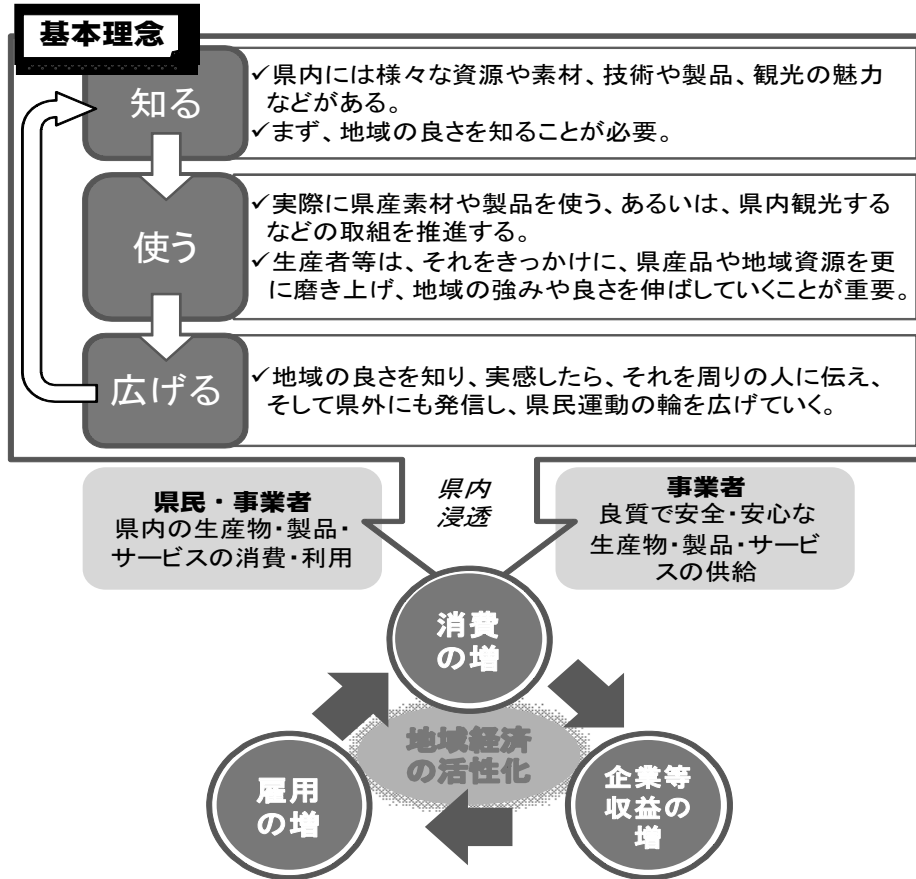 基本理念
知る
✓県内には様々な資源や素材、技術や製品、観光の魅力
などがある。
✓まず、地域の良さを知ることが必要。
使う
✓実際に県産素材や製品を使う、あるいは、県内観光する
などの取組を推進する。
✓生産者等は、それをきっかけに、県産品や地域資源を更
に磨き上げ、地域の強みや良さを伸ばしていくことが重要。
広げる
✓地域の良さを知り、実感したら、それを周りの人に伝え、
そして県外にも発信し、県民運動の輪を広げていく。
県民・事業者
県内の生産物・製品・
サービスの消費・利用
県内
浸透
事業者
良質で安全・安心な
生産物・製品・サービ
スの供給
消費
の増
地域経済
の活性化
雇用
の増
企業等
収益の
増